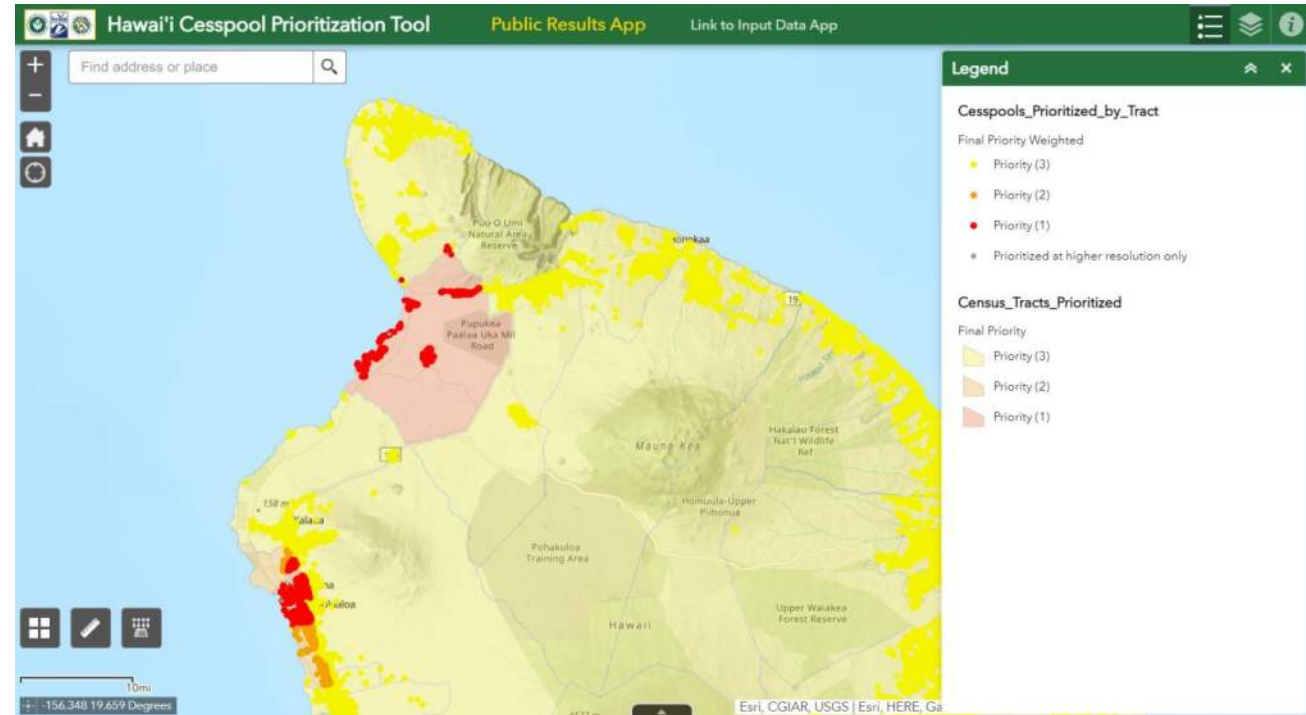 Hawai'i Cesspool Prioritization Tool
Public Results App
Link to Input Data App
+
Find address or place
−
Legend
Cesspools_Prioritized_by_Tract
Final Priority Weighted
Priority (3)
Priority (2)
Priority (1)
Prioritized at higher resolution only
Census_Tracts_Prioritized
Final Priority
Priority (3)
Priority (2)
Priority (1)
Puu O Umi
Natural Area
Reserve
19
Pupukea
Paalaa Uka Mil
Road
Mauna Kea
Hakalau Forest
Nat'l Wildlife
Ref
158 m
Pohakuloa
Training Area
Upper Waiakea
Forest Reserve
Hawaii
10mi
-156.348 19.659 Degrees
Esri, CGIAR, USGS | Esri, HERE, Ga